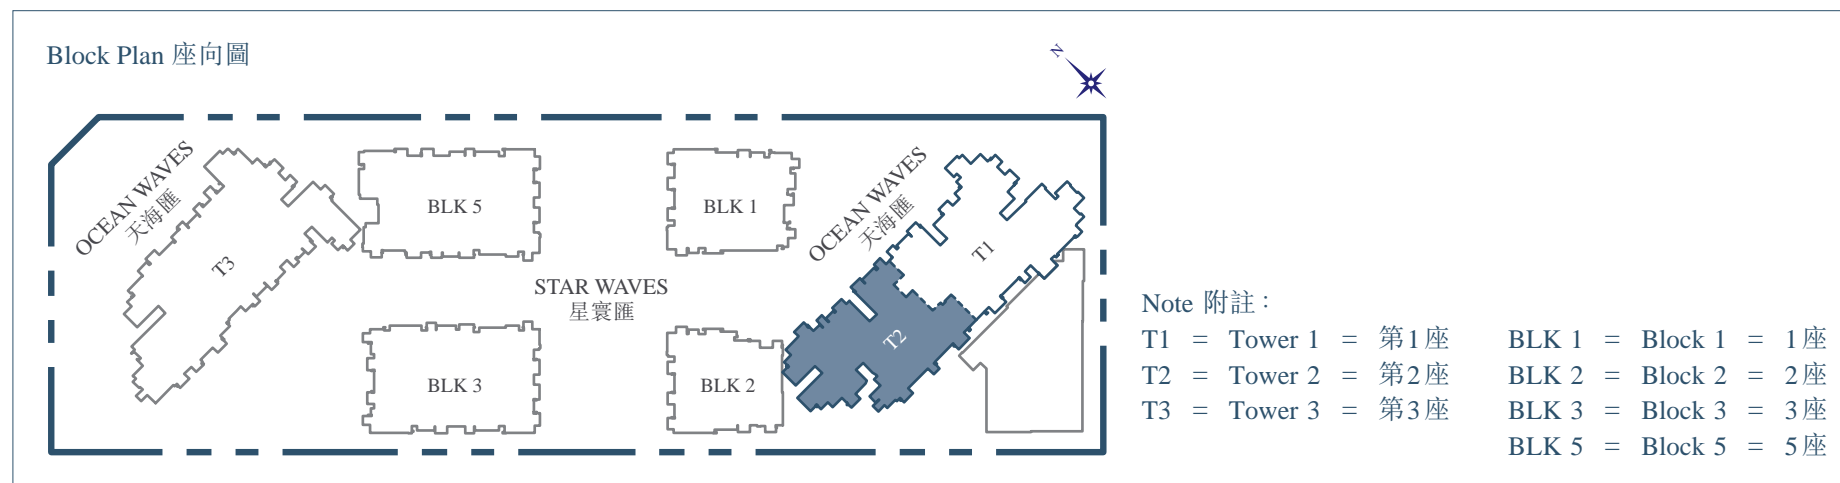 Block Plan 座向圖
N
OCEAN WAVES
天海匯
T3
BLK 5
BLK 1
OCEAN WAVES
天海匯
T1
STAR WAVES
星寰匯
BLK 3
BLK 2
T2
Note 附註：
T1 = Tower 1 = 第1座
T2 = Tower 2 = 第2座
T3 = Tower 3 = 第3座
BLK 1 = Block 1 = 1座
BLK 2 = Block 2 = 2座
BLK 3 = Block 3 = 3座
BLK 5 = Block 5 = 5座